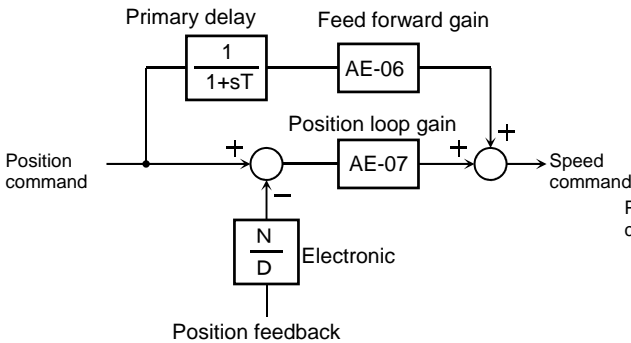 Primary delay
Feed forward gain
1
1+sT
AE-06
+
Position loop gain
Position
command
+
−
AE-07
+
Speed
command
P
c
N
D
Electronic
Position feedback